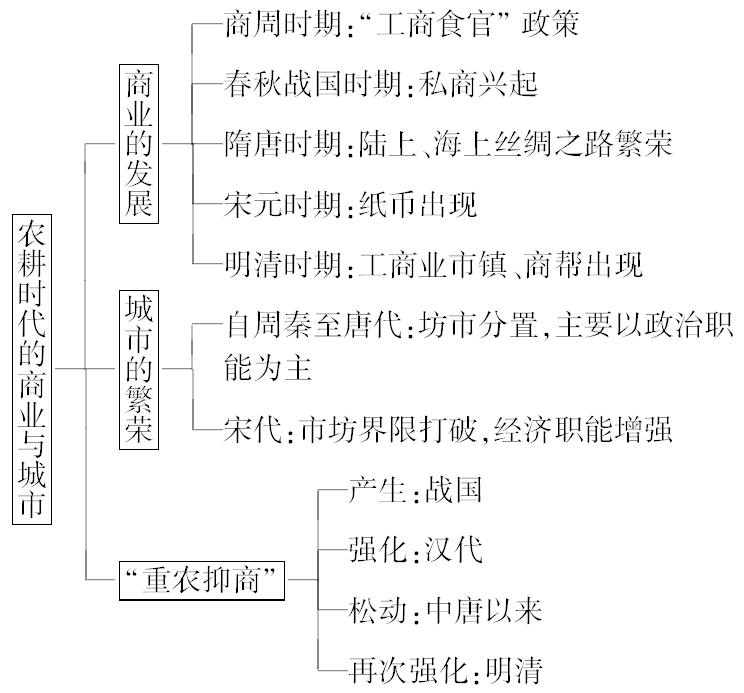 农耕时代的商业与城市
商业的发展
商周时期:“工商食官”政策
春秋战国时期:私商兴起
隋唐时期:陆上、海上丝绸之路繁荣
宋元时期:纸币出现
明清时期:工商业市镇、商帮出现
城市的繁荣
自周秦至唐代:坊市分置,主要以政治职
能为主
宋代:市坊界限打破,经济职能增强
“重农抑商”
产生:战国
强化:汉代
松动:中唐以来
再次强化:明清